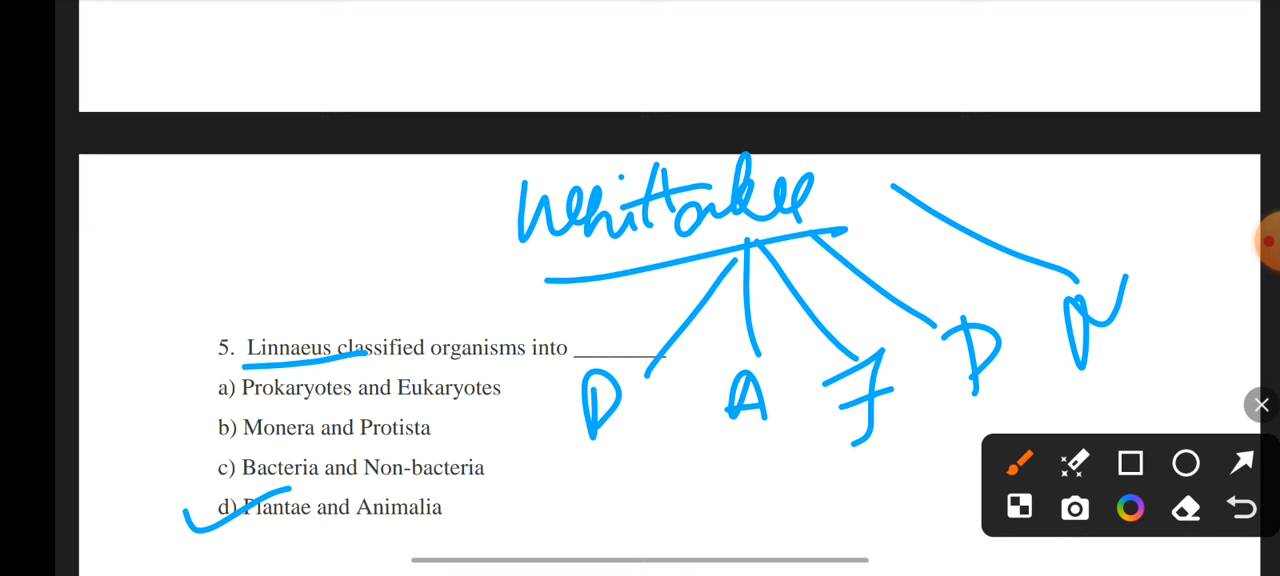 Whittaker
5. Linnaeus classified organisms into ________
P A F P M
a) Prokaryotes and Eukaryotes
b) Monera and Protista
c) Bacteria and Non-bacteria
d) Plantae and Animalia